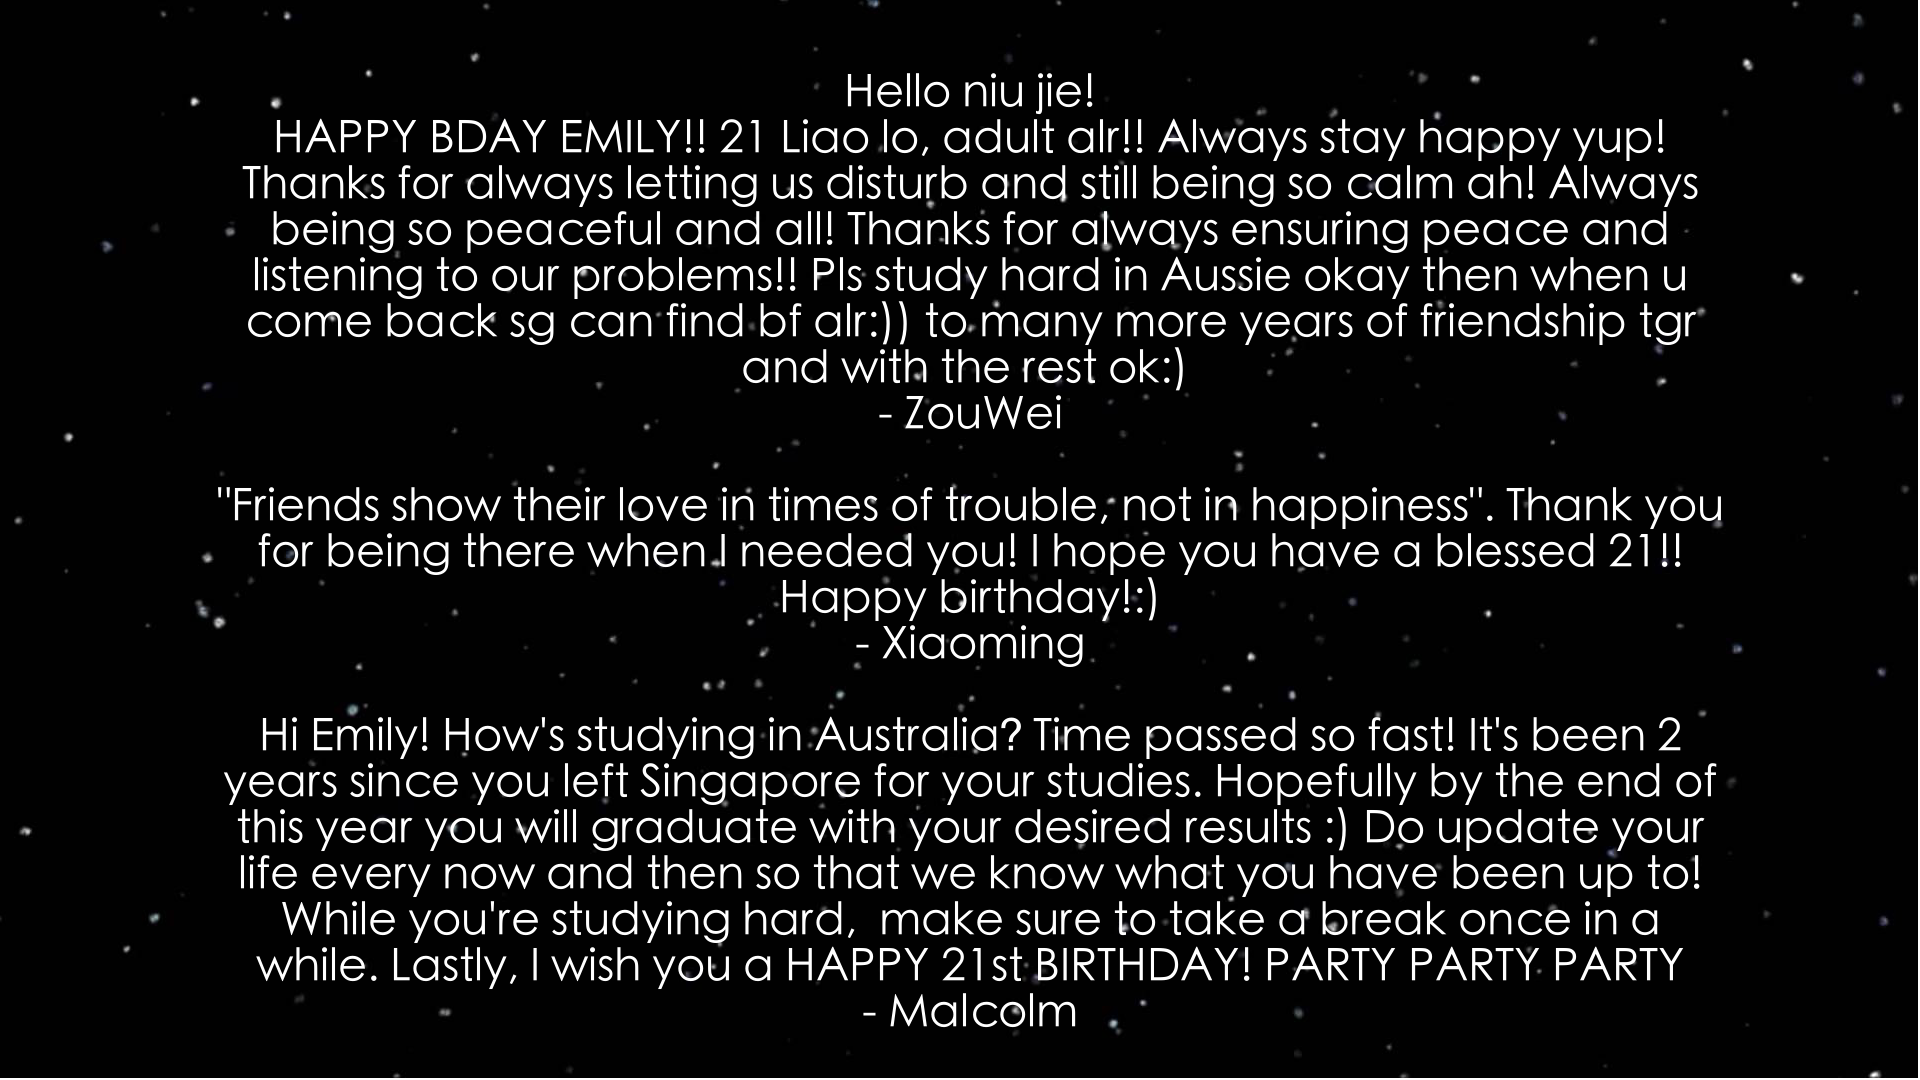 Hello niu jie!
HAPPY BDAY EMILY!! 21 Liao lo, adult alr!! Always stay happy yup!
Thanks for always letting us disturb and still being so calm ah! Always
being so peaceful and all! Thanks for always ensuring peace and
listening to our problems!! Pls study hard in Aussie okay then when u
come back sg can find bf alr:)) to many more years of friendship tgr
and with the rest ok:)
- ZouWei
"Friends show their love in times of trouble, not in happiness". Thank you
for being there when I needed you! I hope you have a blessed 21!!
Happy birthday!:)
- Xiaoming
Hi Emily! How's studying in Australia? Time passed so fast! It's been 2
years since you left Singapore for your studies. Hopefully by the end of
this year you will graduate with your desired results :) Do update your
life every now and then so that we know what you have been up to!
While you're studying hard,  make sure to take a break once in a
while. Lastly, I wish you a HAPPY 21st BIRTHDAY! PARTY PARTY PARTY
- Malcolm